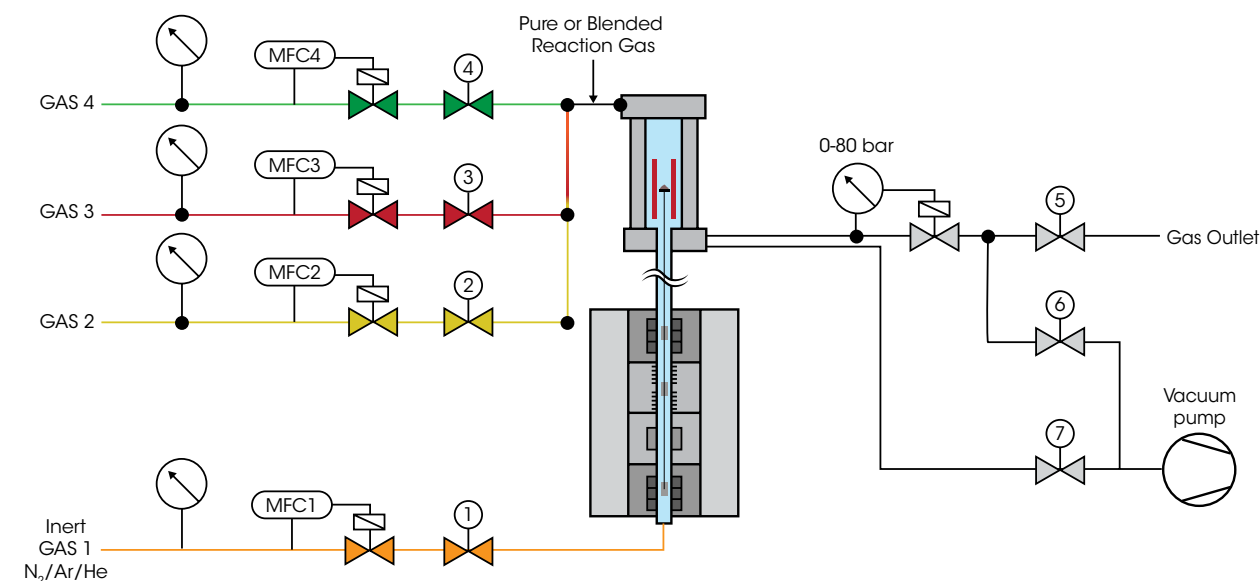 Pure or Blended
Reaction Gas
MFC4
4
GAS 4
0-80 bar
MFC3
3
GAS 3
5
Gas Outlet
MFC2
2
GAS 2
6
Vacuum
pump
7
MFC1
1
Inert
GAS 1
N₂/Ar/He